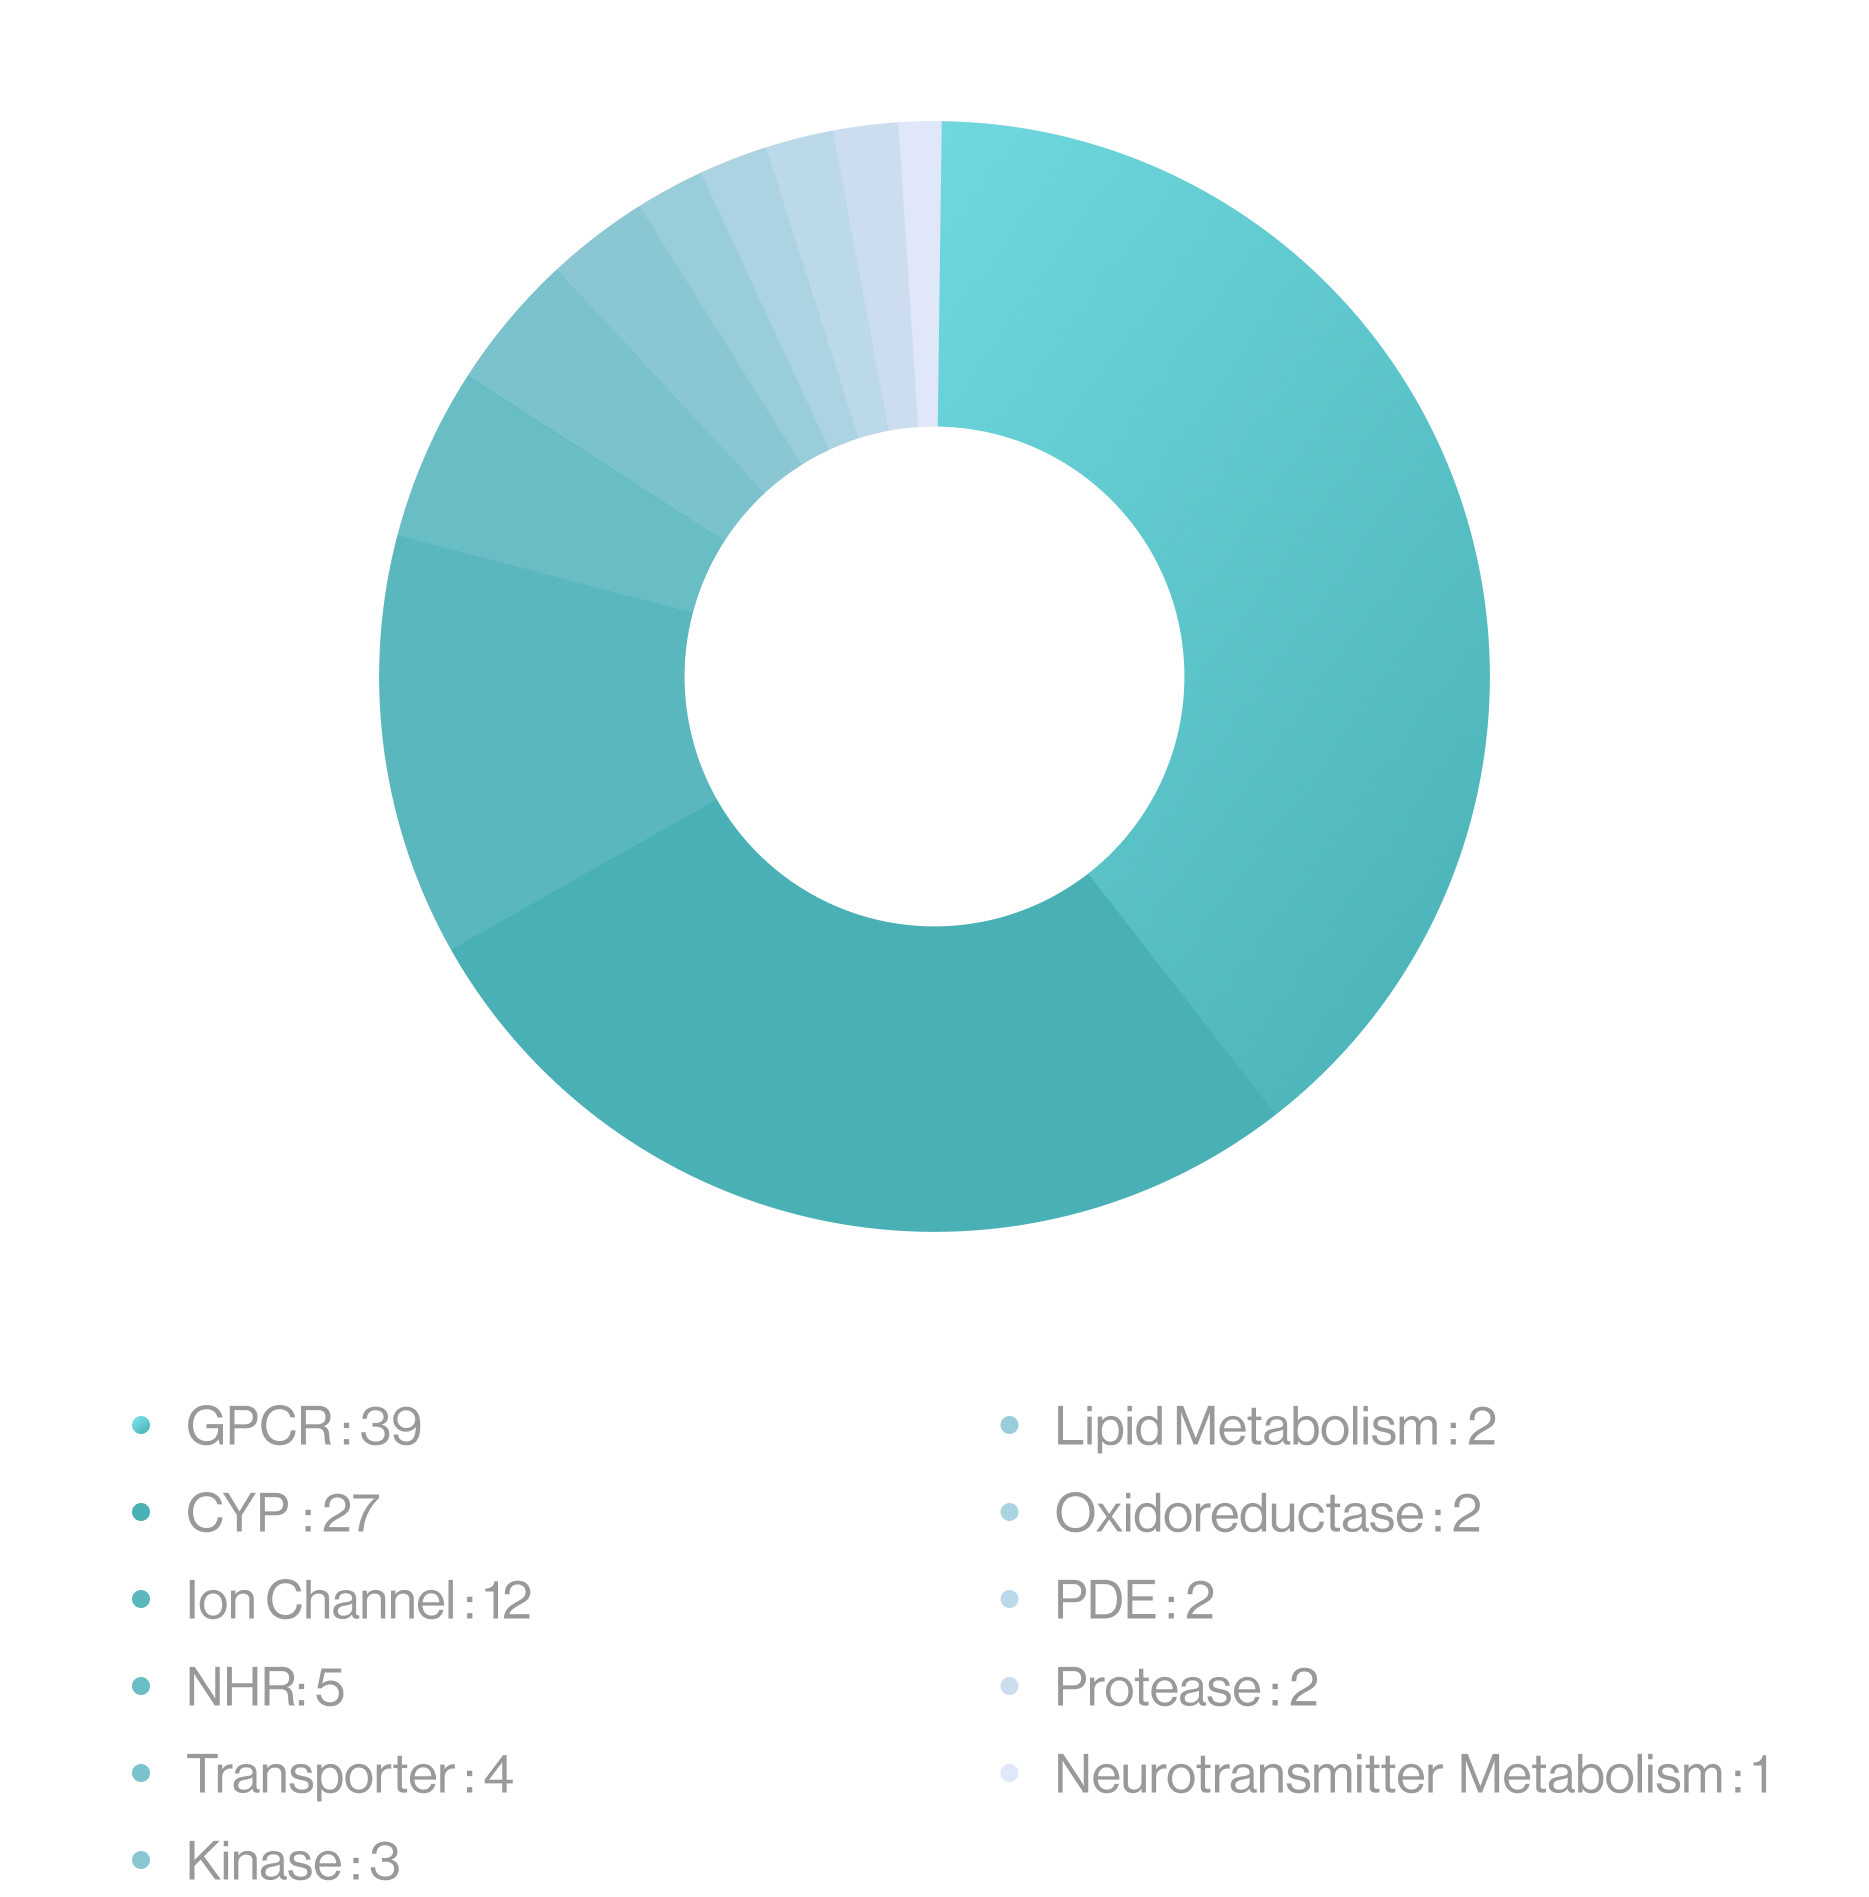 GPCR : 39
CYP : 27
Ion Channel : 12
NHR: 5
Transporter : 4
Kinase : 3
Lipid Metabolism : 2
Oxidoreductase : 2
PDE : 2
Protease : 2
Neurotransmitter Metabolism : 1